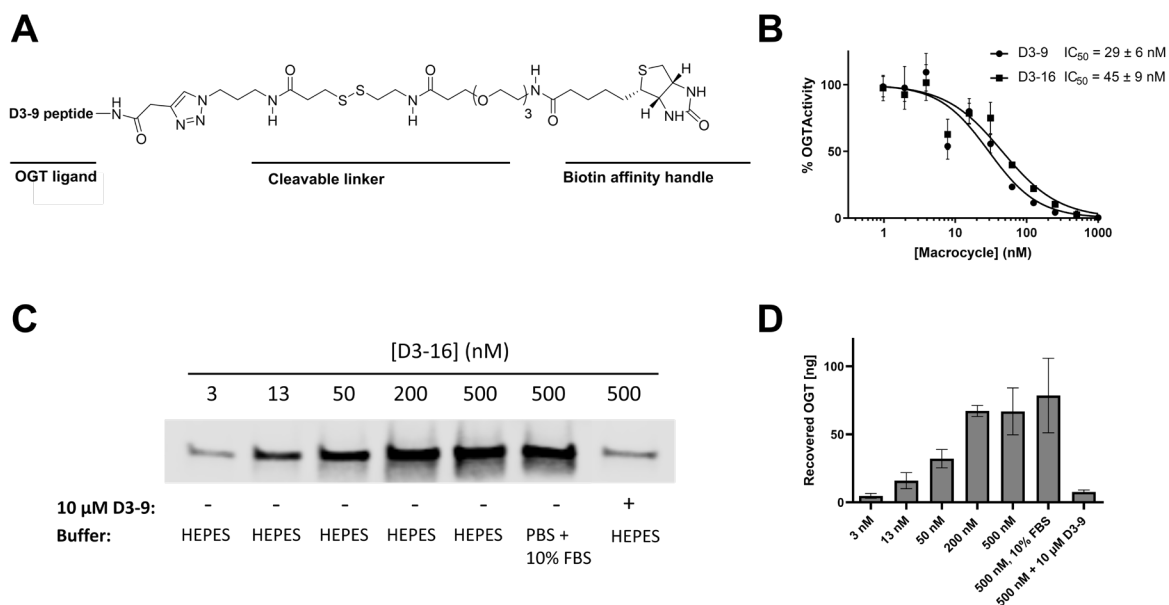 A
D3-9 peptide
NH
O
N
N=N
N
H
O
S-S
H
N
O
O
3
H
N
O
S
H
H
NH
HN
O
OGT ligand
Cleavable linker
Biotin affinity handle
B
D3-9 IC50 = 29 ± 6 nM
D3-16 IC50 = 45 ± 9 nM
% OGTActivity
100
50
0
1 10 100 1000
[Macrocycle] (nM)
C
[D3-16] (nM)
3 13 50 200 500 500 500
10 µM D3-9: - - - - - - +
Buffer: HEPES HEPES HEPES HEPES HEPES PBS + HEPES
10% FBS
D
Recovered OGT [ng]
100
50
0
3 nM
13 nM
50 nM
200 nM
500 nM
500 nM, 10% FBS
500 nM + 10 µM D3-9